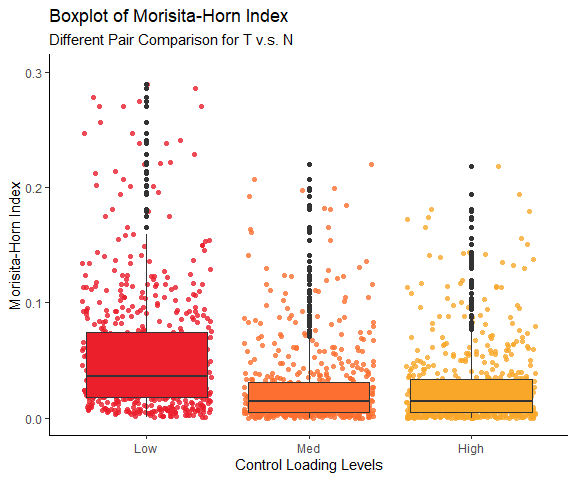 Boxplot of Morisita-Horn Index
Different Pair Comparison for T v.s. N
Morisita-Horn Index
0.3
0.2
0.1
0.0
Low
Med
High
Control Loading Levels